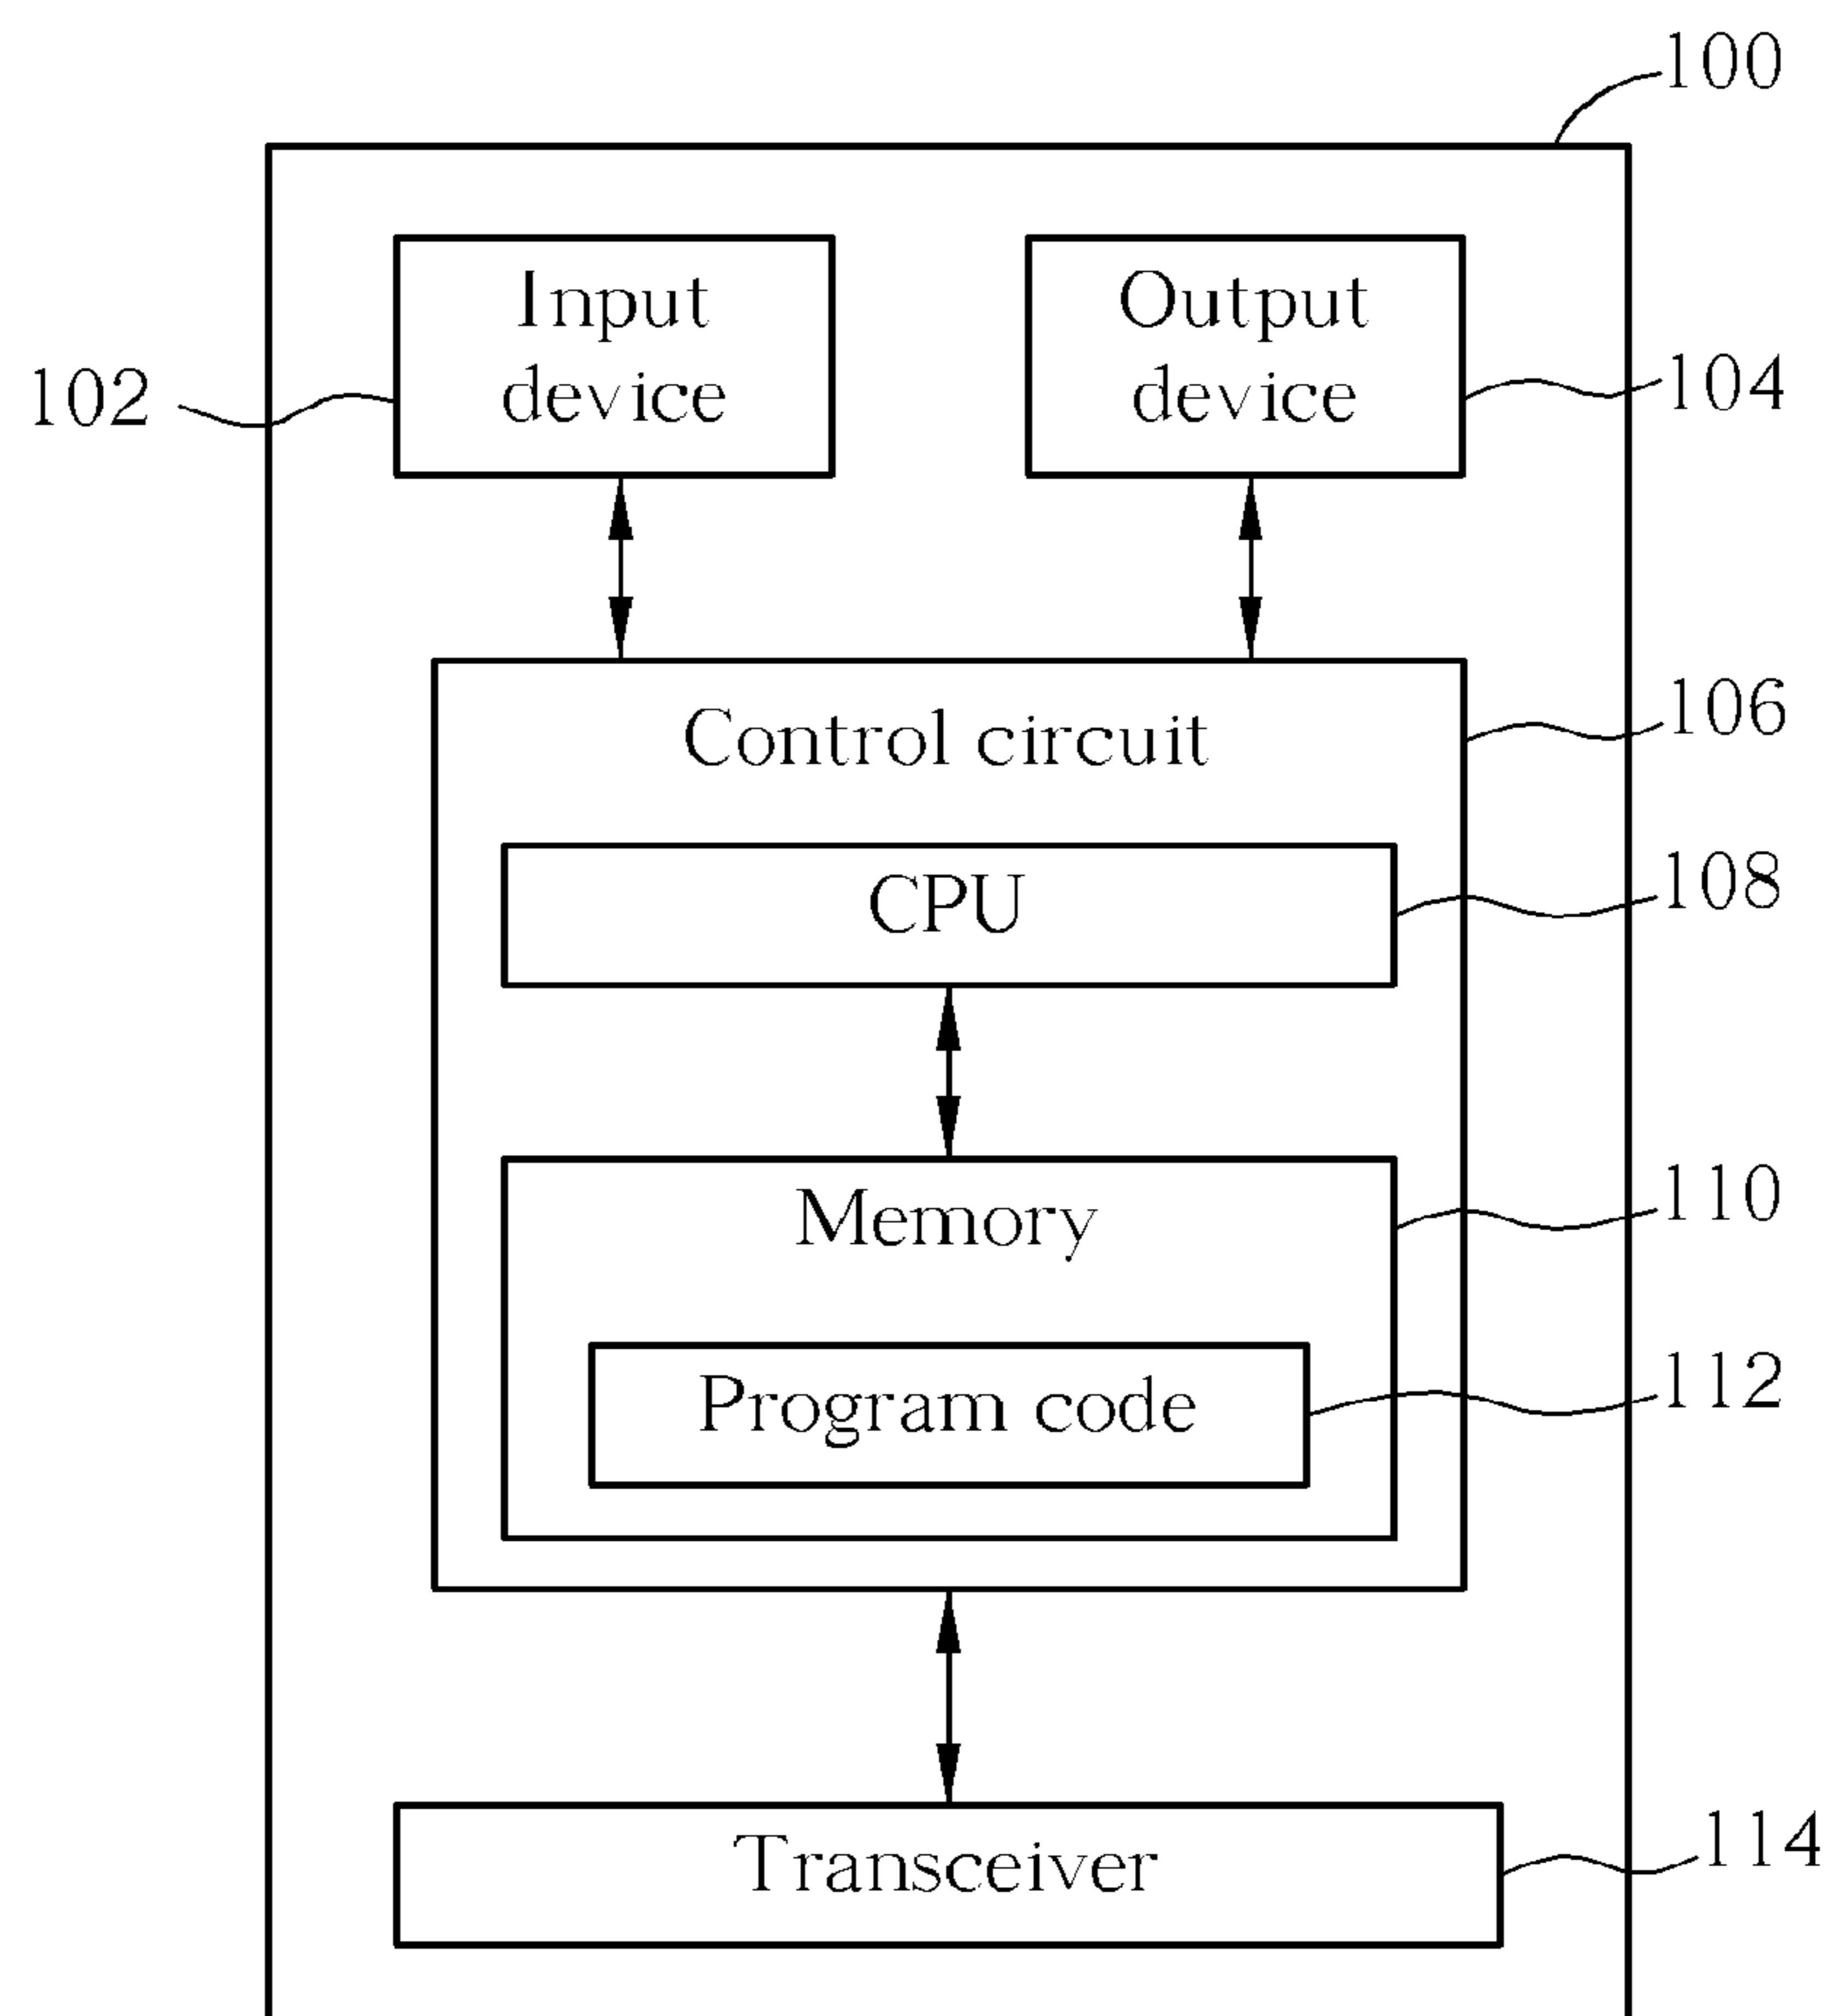 100
Input
device
Output
device
102
104
Control circuit
106
CPU
108
Memory
110
Program code
112
Transceiver
114